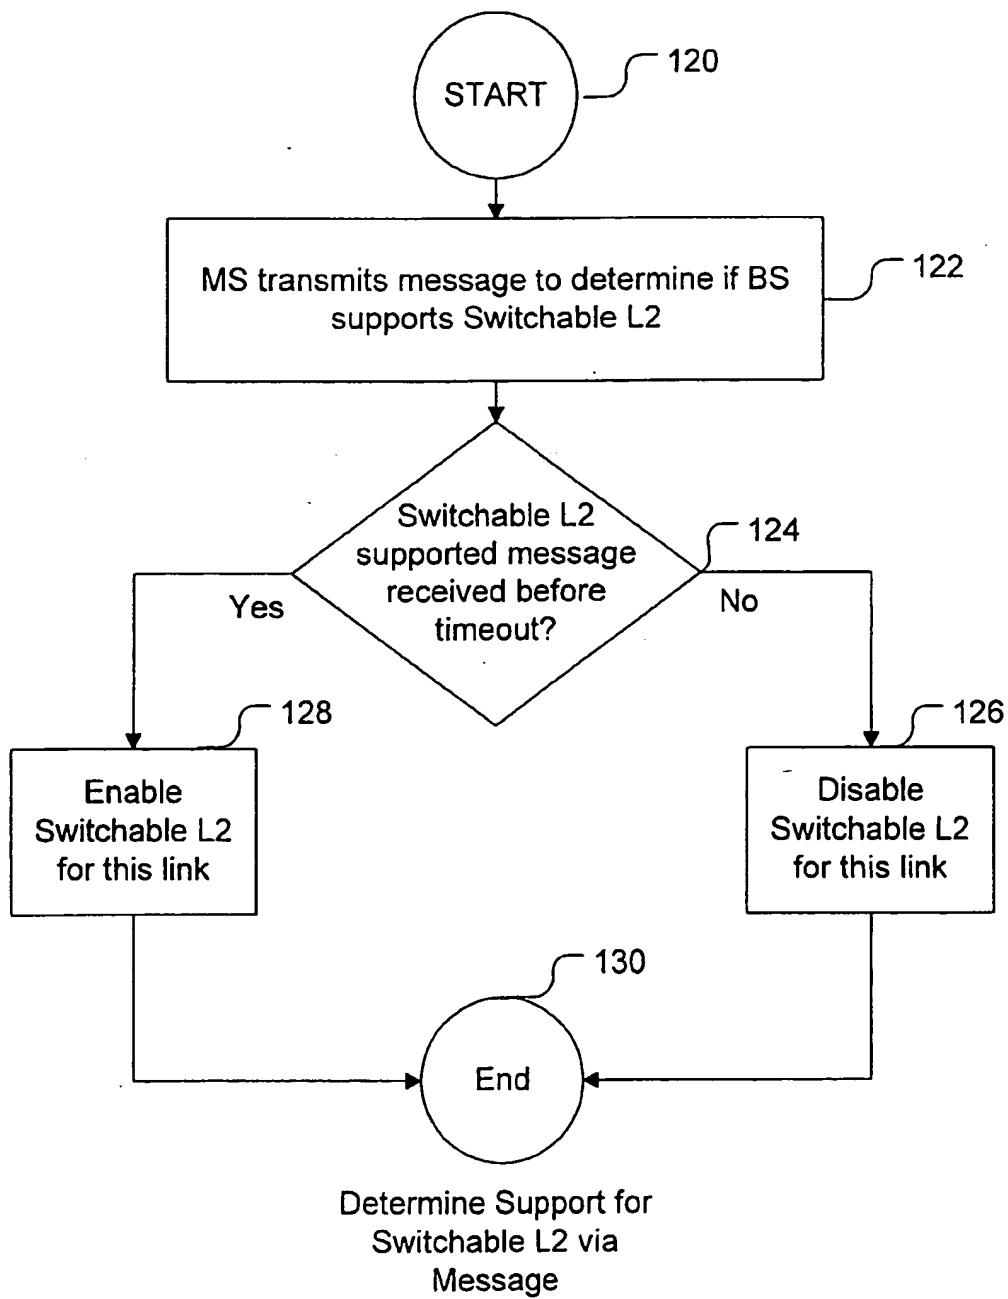 START
120
MS transmits message to determine if BS
supports Switchable L2
122
Switchable L2
supported message
received before
timeout?
124
Yes
No
128
Enable
Switchable L2
for this link
126
Disable
Switchable L2
for this link
130
End
Determine Support for
Switchable L2 via
Message